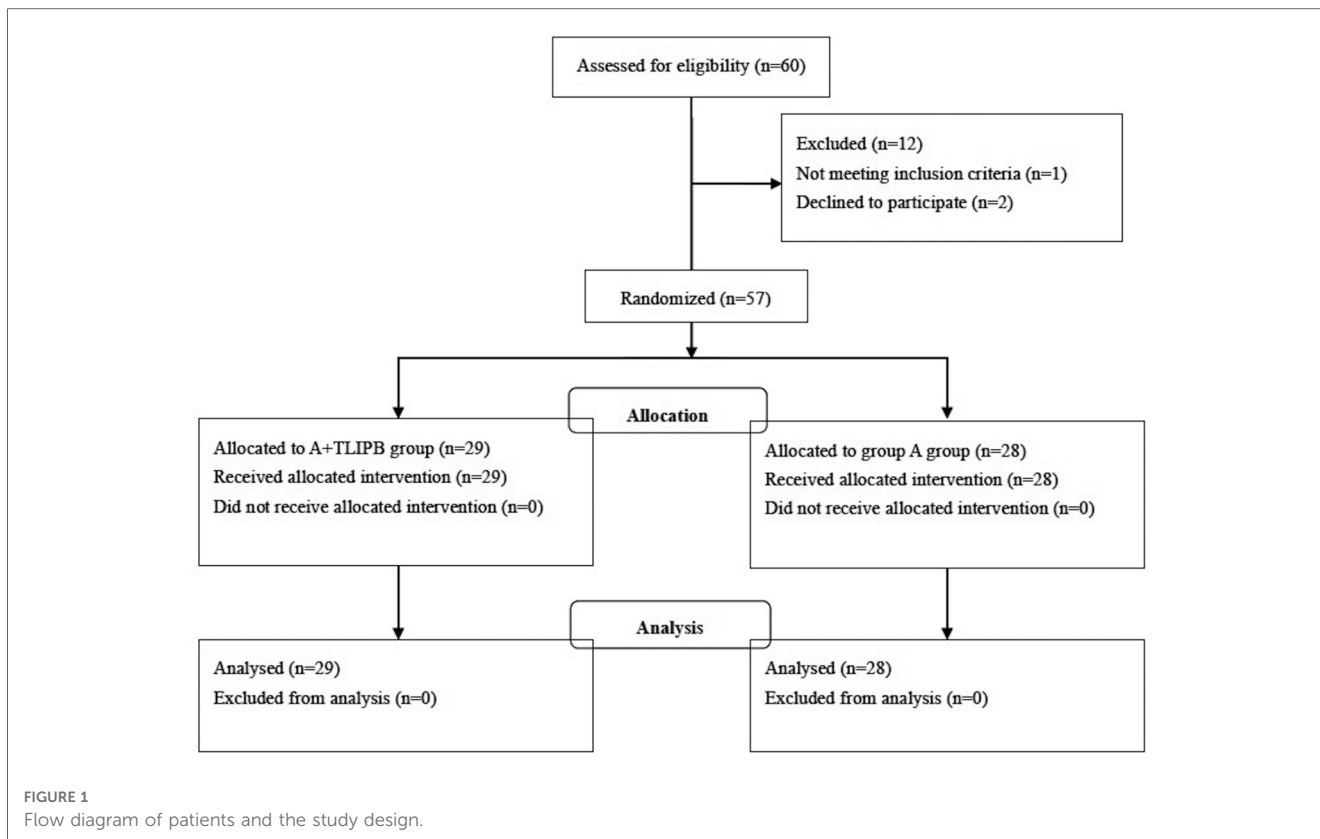 Assessed for eligibility (n=60)
Excluded (n=12)
Not meeting inclusion criteria (n=1)
Declined to participate (n=2)
Randomized (n=57)
Allocation
Allocated to A+TLIPB group (n=29)
Received allocated intervention (n=29)
Did not receive allocated intervention (n=0)
Allocated to group A group (n=28)
Received allocated intervention (n=28)
Did not receive allocated intervention (n=0)
Analysis
Analysed (n=29)
Excluded from analysis (n=0)
Analysed (n=28)
Excluded from analysis (n=0)
FIGURE 1
Flow diagram of patients and the study design.